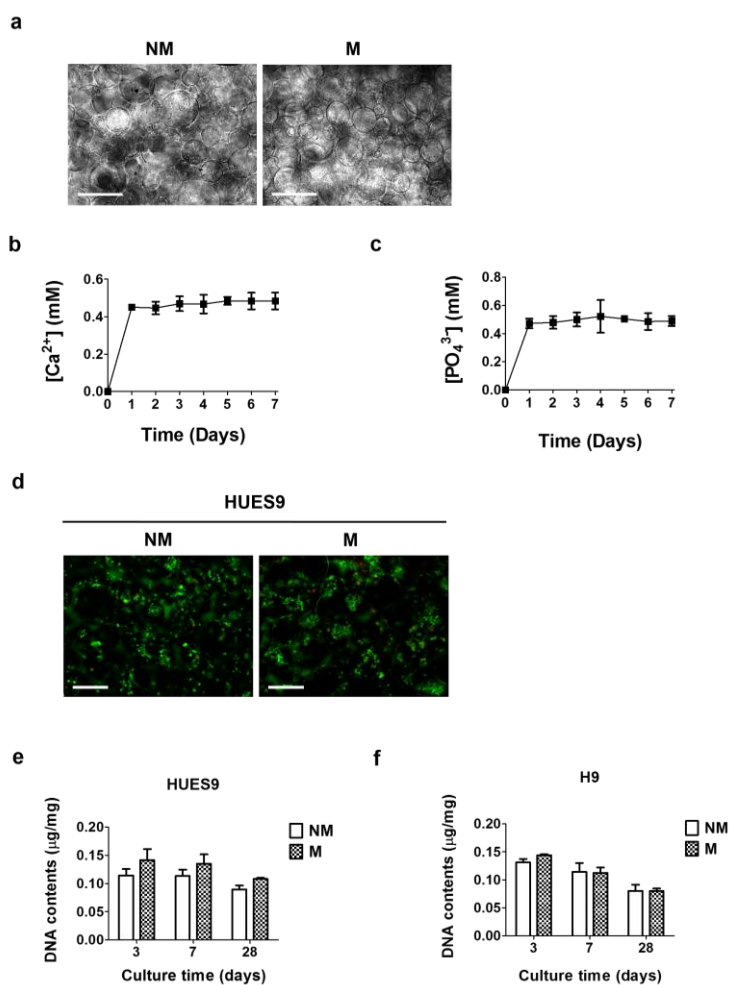 a
NM M
b
[Ca2+] (mM)
0.6
0.4
0.2
0.0
0 1 2 3 4 5 6 7
Time (Days)
c
[PO43-] (mM)
0.8
0.6
0.4
0.2
0.0
0 1 2 3 4 5 6 7
Time (Days)
d
HUES9
NM M
e
HUES9
DNA contents (µg/mg)
0.20
0.15
0.10
0.05
0.00
3 7 28
Culture time (days)
NM
M
f
H9
DNA contents (µg/mg)
0.20
0.15
0.10
0.05
0.00
3 7 28
Culture time (days)
NM
M